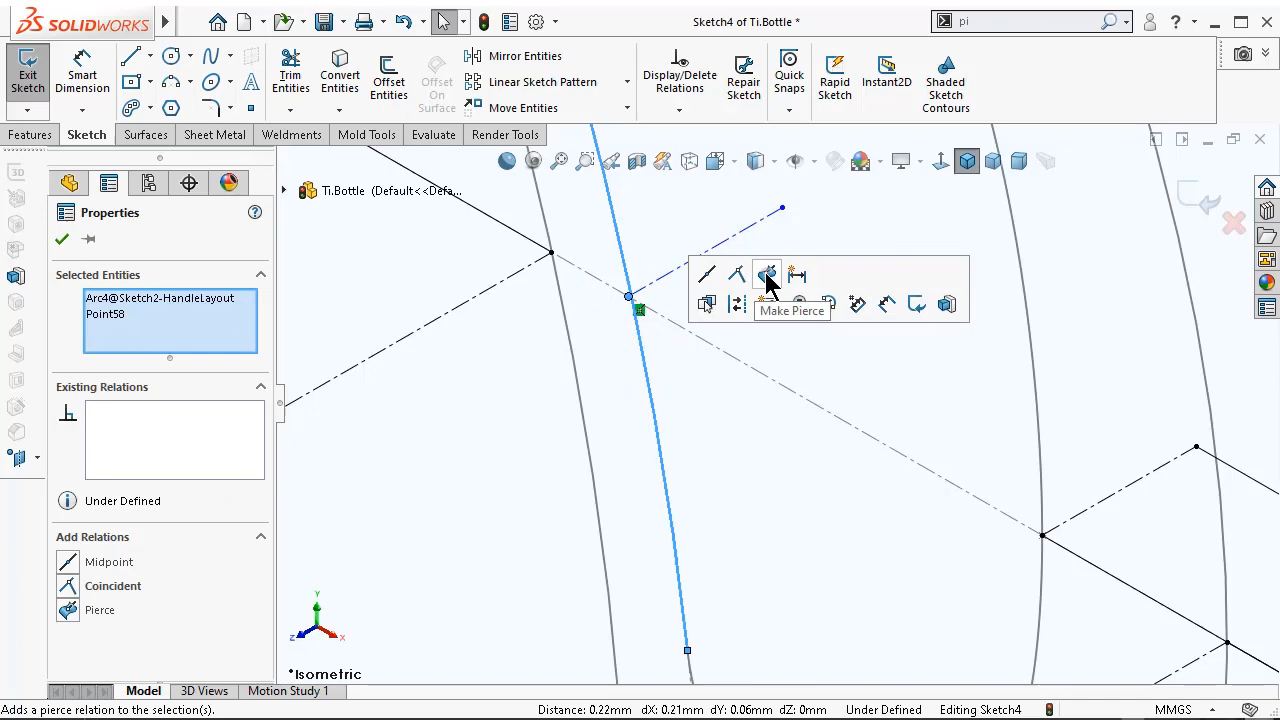 SOLIDWORKS
Sketch4 of Ti.Bottle *
pi
Exit Sketch
Smart Dimension
Trim Entities
Convert Entities
Offset Entities
Offset On Surface
Mirror Entities
Linear Sketch Pattern
Move Entities
Display/Delete Relations
Repair Sketch
Quick Snaps
Rapid Sketch
Instant2D
Shaded Sketch Contours
Features
Sketch
Surfaces
Sheet Metal
Weldments
Mold Tools
Evaluate
Render Tools
3D
Ti.Bottle (Default<<Defa...
Properties
Selected Entities
Arc4@Sketch2-HandleLayout
Point58
Existing Relations
Under Defined
Add Relations
Midpoint
Coincident
Pierce
Make Pierce
Y
Z
X
*Isometric
Model
3D Views
Motion Study 1
Adds a pierce relation to the selection(s).
Distance: 0.22mm dX: 0.21mm dY: 0.06mm dZ: 0mm
Under Defined
Editing Sketch4
MMGS